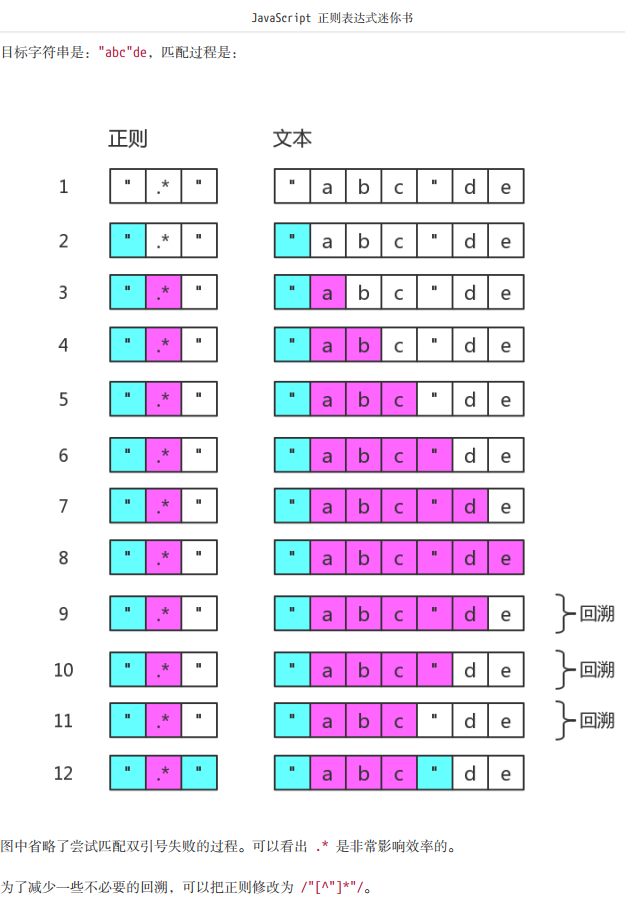 JavaScript 正则表达式迷你书
目标字符串是："abc"de，匹配过程是：
正则 文本
1 " .* " " a b c " d e
2 " .* " " a b c " d e
3 " .* " " a b c " d e
4 " .* " " a b c " d e
5 " .* " " a b c " d e
6 " .* " " a b c " d e
7 " .* " " a b c " d e
8 " .* " " a b c " d e
9 " .* " " a b c " d e 回溯
10 " .* " " a b c " d e 回溯
11 " .* " " a b c " d e 回溯
12 " .* " " a b c " d e
图中省略了尝试匹配双引号失败的过程。可以看出 .* 是非常影响效率的。
为了减少一些不必要的回溯，可以把正则修改为 /"[^"]*"/。